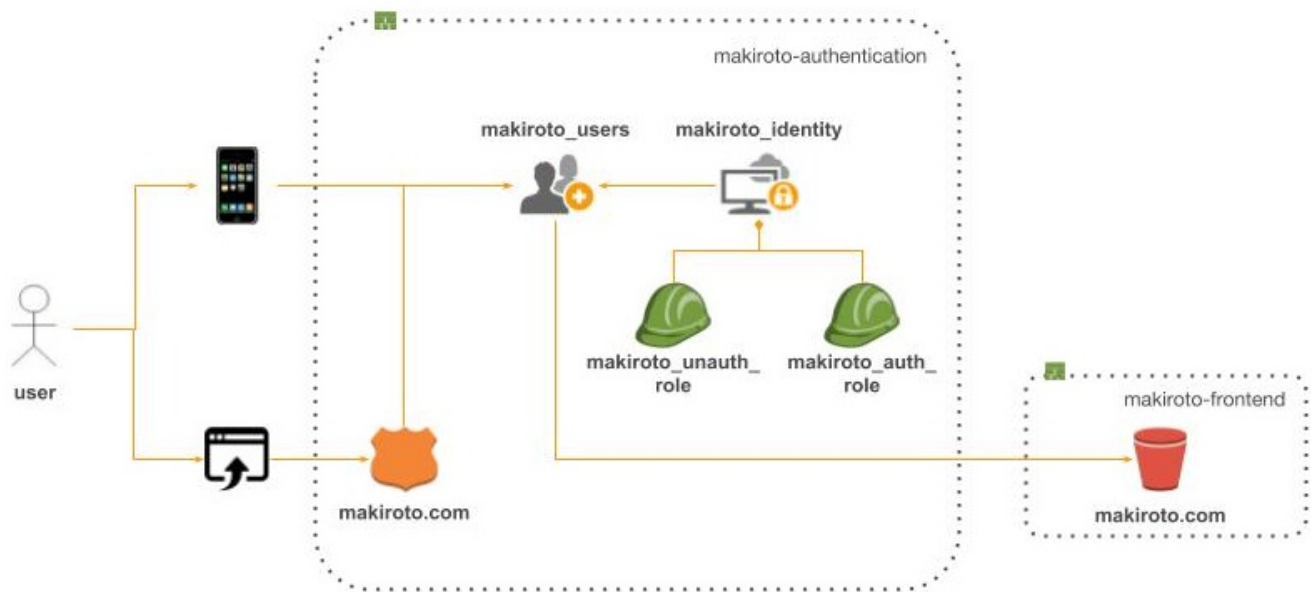 makiroto-authentication
makiroto_users
makiroto_identity
makiroto_unauth_
role
makiroto_auth_
role
user
makiroto-frontend
makiroto.com
makiroto.com